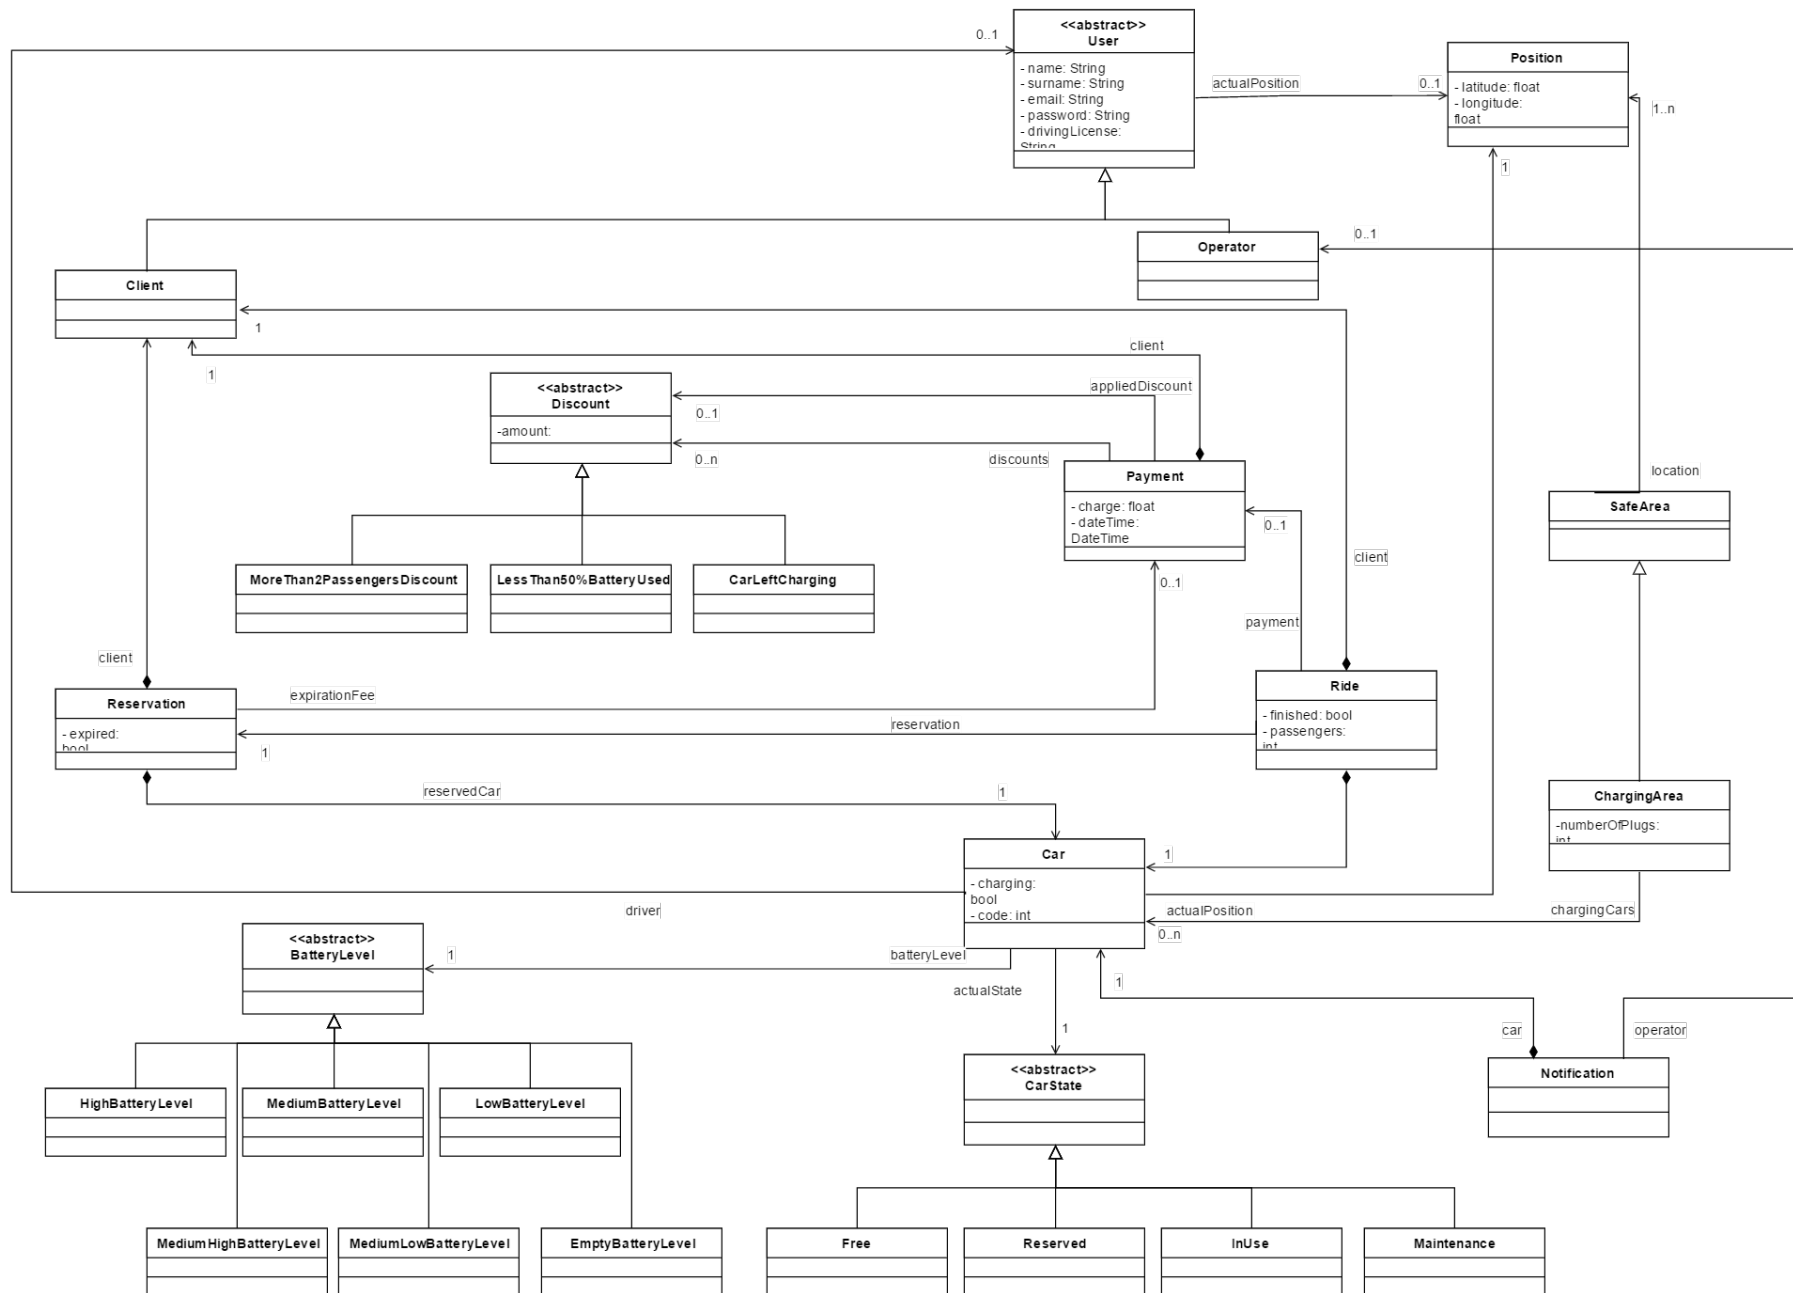 <<abstract>>
User
- name: String
- surname: String
- email: String
- password: String
- drivingLicense:
String
0..1
actualPosition
0..1
Position
- latitude: float
- longitude:
float
1..n
1
Operator
0..1
Client
1
1
client
<<abstract>>
Discount
-amount:
appliedDiscount
0..1
0..n
discounts
Payment
- charge: float
- dateTime:
DateTime
0..1
0..1
location
SafeArea
client
MoreThan2PassengersDiscount
LessThan50%BatteryUsed
CarLeftCharging
payment
client
Reservation
- expired:
bool
expirationFee
reservation
1
Ride
- finished: bool
- passengers:
int
reservedCar
1
ChargingArea
-numberOfPlugs:
int
Car
- charging:
bool
- code: int
1
driver
actualPosition
chargingCars
0..n
<<abstract>>
BatteryLevel
1
batteryLevel
actualState
1
1
car
operator
<<abstract>>
CarState
Notification
HighBatteryLevel
MediumBatteryLevel
LowBatteryLevel
MediumHighBatteryLevel
MediumLowBatteryLevel
EmptyBatteryLevel
Free
Reserved
InUse
Maintenance